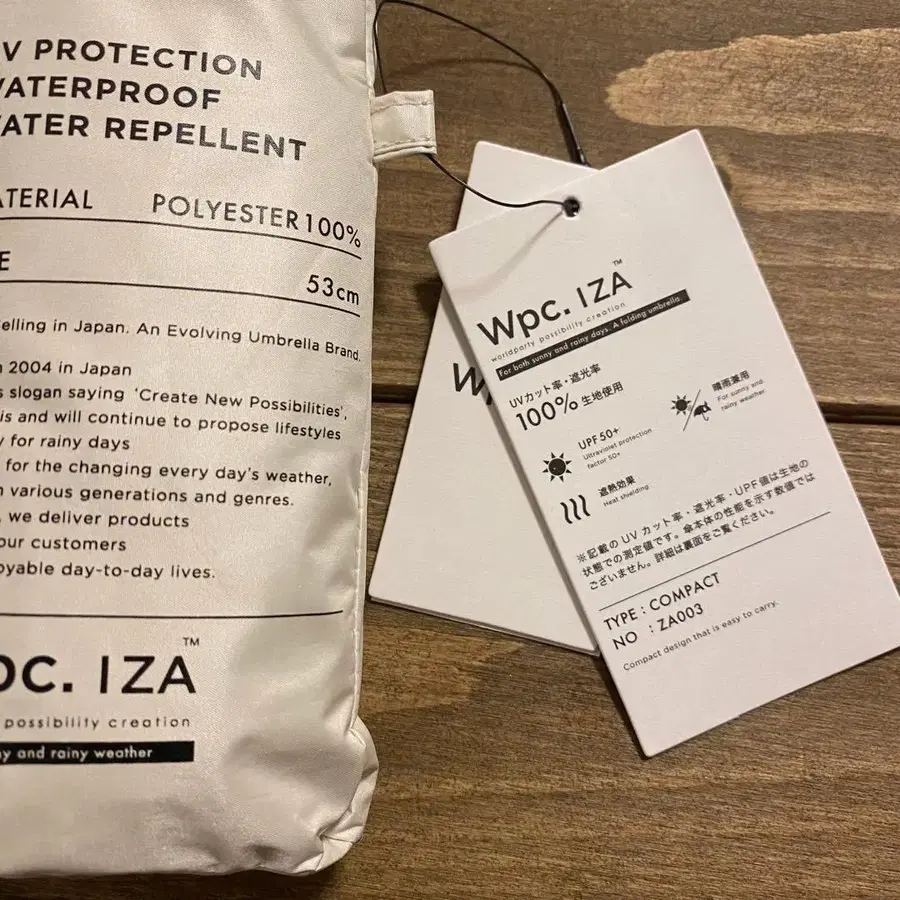 V PROTECTION
WATERPROOF
WATER REPELLENT
MATERIAL POLYESTER100%
E 53cm
elling in Japan. An Evolving Umbrella Brand.
2004 in Japan
s slogan saying 'Create New Possibilities',
is and will continue to propose lifestyles
y for rainy days
for the changing every day's weather,
n various generations and genres.
, we deliver products
our customers
oyable day-to-day lives.
pc. IZA™
possibility creation
y and rainy weather
W
Wpc. IZA™
worldparty possibility creation
For both sunny and rainy days. A folding umbrella.
UVカット率・遮光率
100% 生地使用
晴雨兼用
For sunny and
rainy weather
UPF50+
Ultraviolet protection
factor 50+
遮熱効果
Heat shielding
※記載の UV カット率・遮光率・UPF 値は生地の
状態での測定値です。傘本体の性能を示す数値では
ございません。詳細は裏面をご覧ください。
TYPE : COMPACT
NO : ZA003
Compact design that is easy to carry.